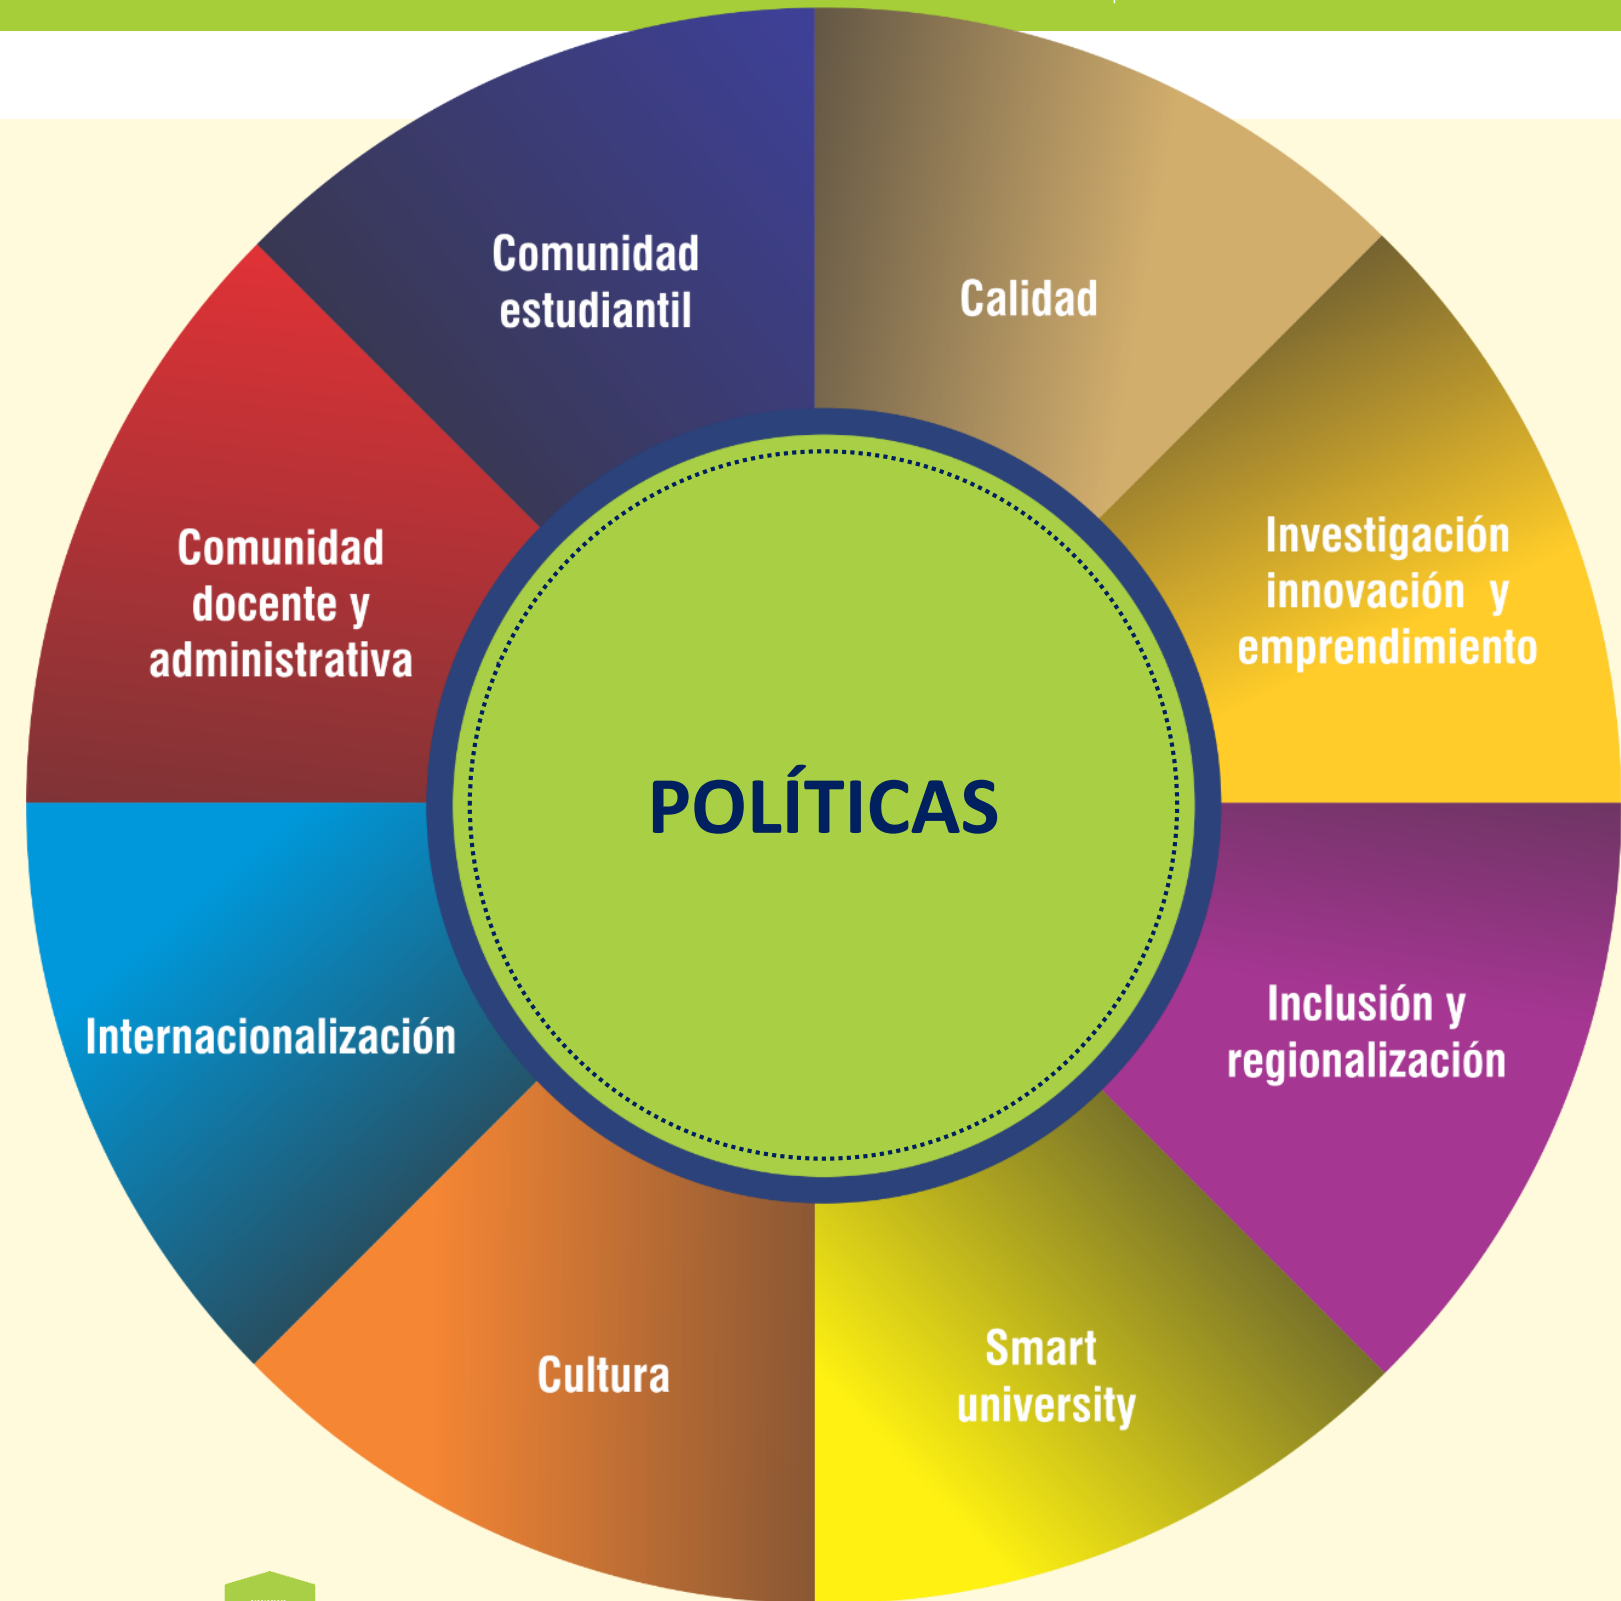 Comunidad
estudiantil
Calidad
Comunidad
docente y
administrativa
Investigación
innovación y
emprendimiento
POLÍTICAS
Internacionalización
Inclusión y
regionalización
Cultura
Smart
university